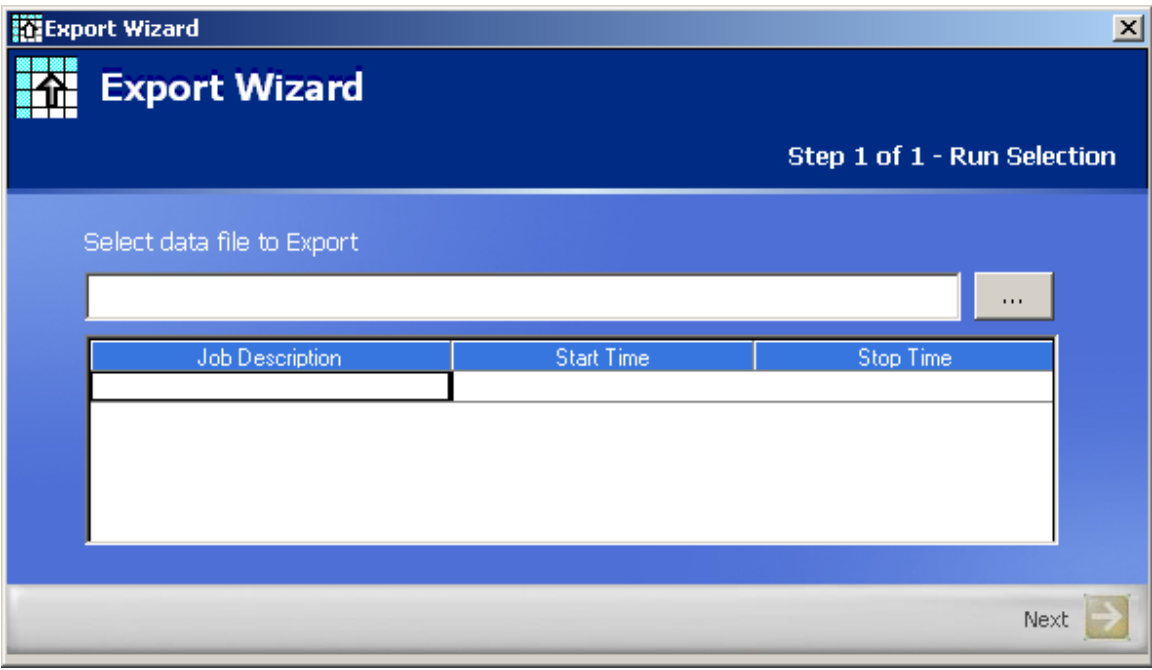 Export Wizard
Export Wizard
Step 1 of 1 - Run Selection
Select data file to Export
...
Job Description Start Time Stop Time
Next